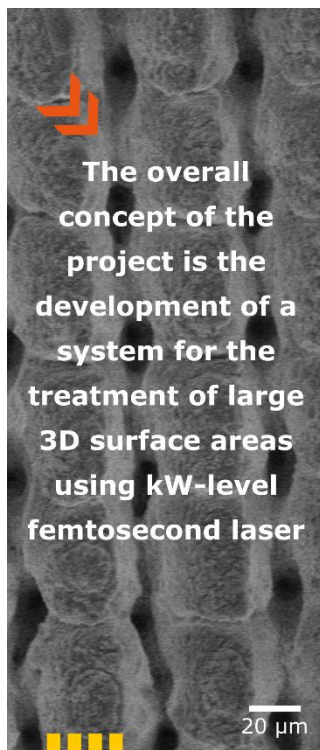 The overall
concept of the
project is the
development of a
system for the
treatment of large
3D surface areas
using kW-level
femtosecond laser
20 µm